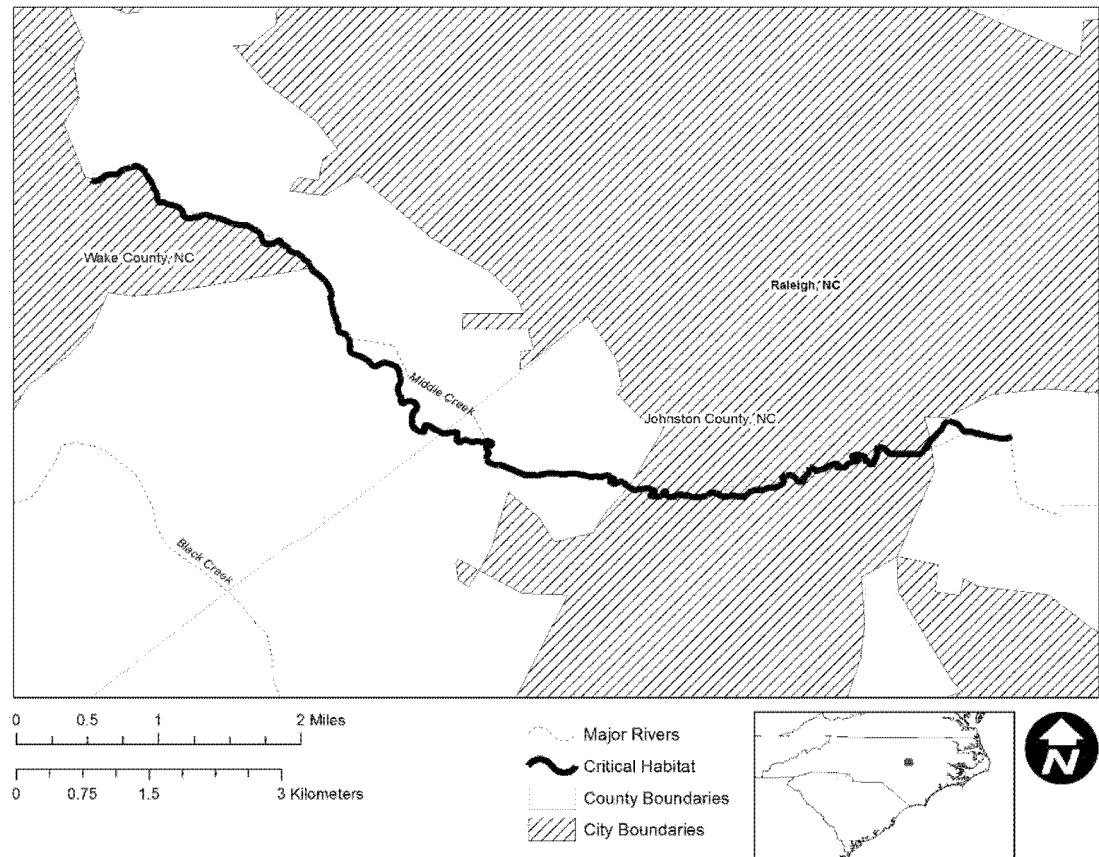 Wake County, NC
Raleigh, NC
Middle Creek
Johnston County, NC
Black Creek
0 0.5 1 2 Miles
0 0.75 1.5 3 Kilometers
Major Rivers
Critical Habitat
County Boundaries
City Boundaries
N